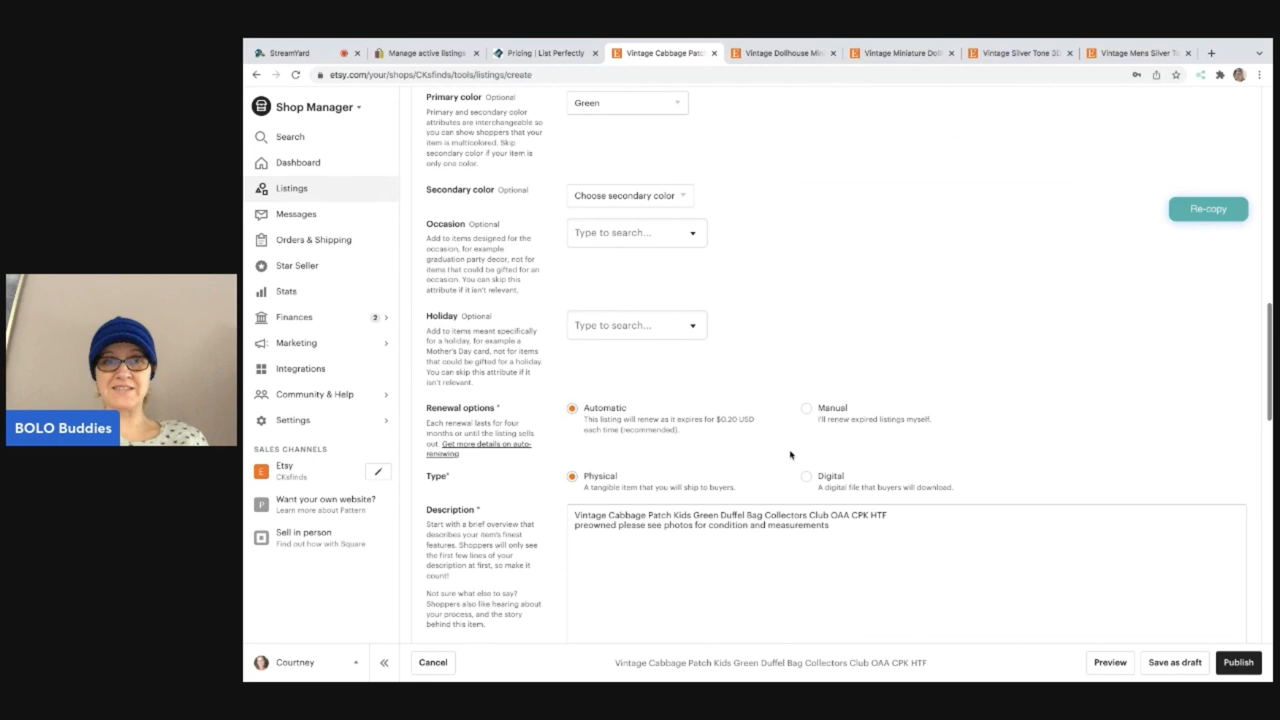 StreamYard
Manage active listings
Pricing | List Perfectly
Vintage Cabbage Patc
Vintage Dollhouse Min
Vintage Miniature Doll
Vintage Silver Tone 3D
Vintage Mens Silver To
etsy.com/your/shops/CKsfinds/tools/listings/create
Shop Manager
Search
Dashboard
Listings
Messages
Orders & Shipping
Star Seller
Stats
Finances 2
Marketing
Integrations
Community & Help
Settings
SALES CHANNELS
E
Etsy
CKsfinds
P
Want your own website?
Learn more about Pattern
Sell in person
Find out how with Square
Courtney
Primary color Optional
Primary and secondary color
attributes are interchangeable so
you can show shoppers that your
item is multicolored. Skip
secondary color if your item is
only one color.
Green
Secondary color Optional
Choose secondary color
Re-copy
Occasion Optional
Add to items designed for the
occasion, for example
graduation party decor, not for
items that could be gifted for an
occasion. You can skip this
attribute if it isn't relevant.
Type to search...
Holiday Optional
Add to items meant specifically
for a holiday, for example a
Mother's Day card, not for items
that could be gifted for a holiday.
You can skip this attribute if it
isn't relevant.
Type to search...
Renewal options *
Each renewal lasts for four
months or until the listing sells
out. Get more details on auto-
renewing
Automatic
This listing will renew as it expires for $0.20 USD
each time (recommended).
Manual
I'll renew expired listings myself.
Type*
Physical
A tangible item that you will ship to buyers.
Digital
A digital file that buyers will download.
Description *
Start with a brief overview that
describes your item's finest
features. Shoppers will only see
the first few lines of your
description at first, so make it
count!
Not sure what else to say?
Shoppers also like hearing about
your process, and the story
behind this item.
Vintage Cabbage Patch Kids Green Duffel Bag Collectors Club OAA CPK HTF
preowned please see photos for condition and measurements
Cancel
Vintage Cabbage Patch Kids Green Duffel Bag Collectors Club OAA CPK HTF
Preview
Save as draft
Publish
BOLO Buddies